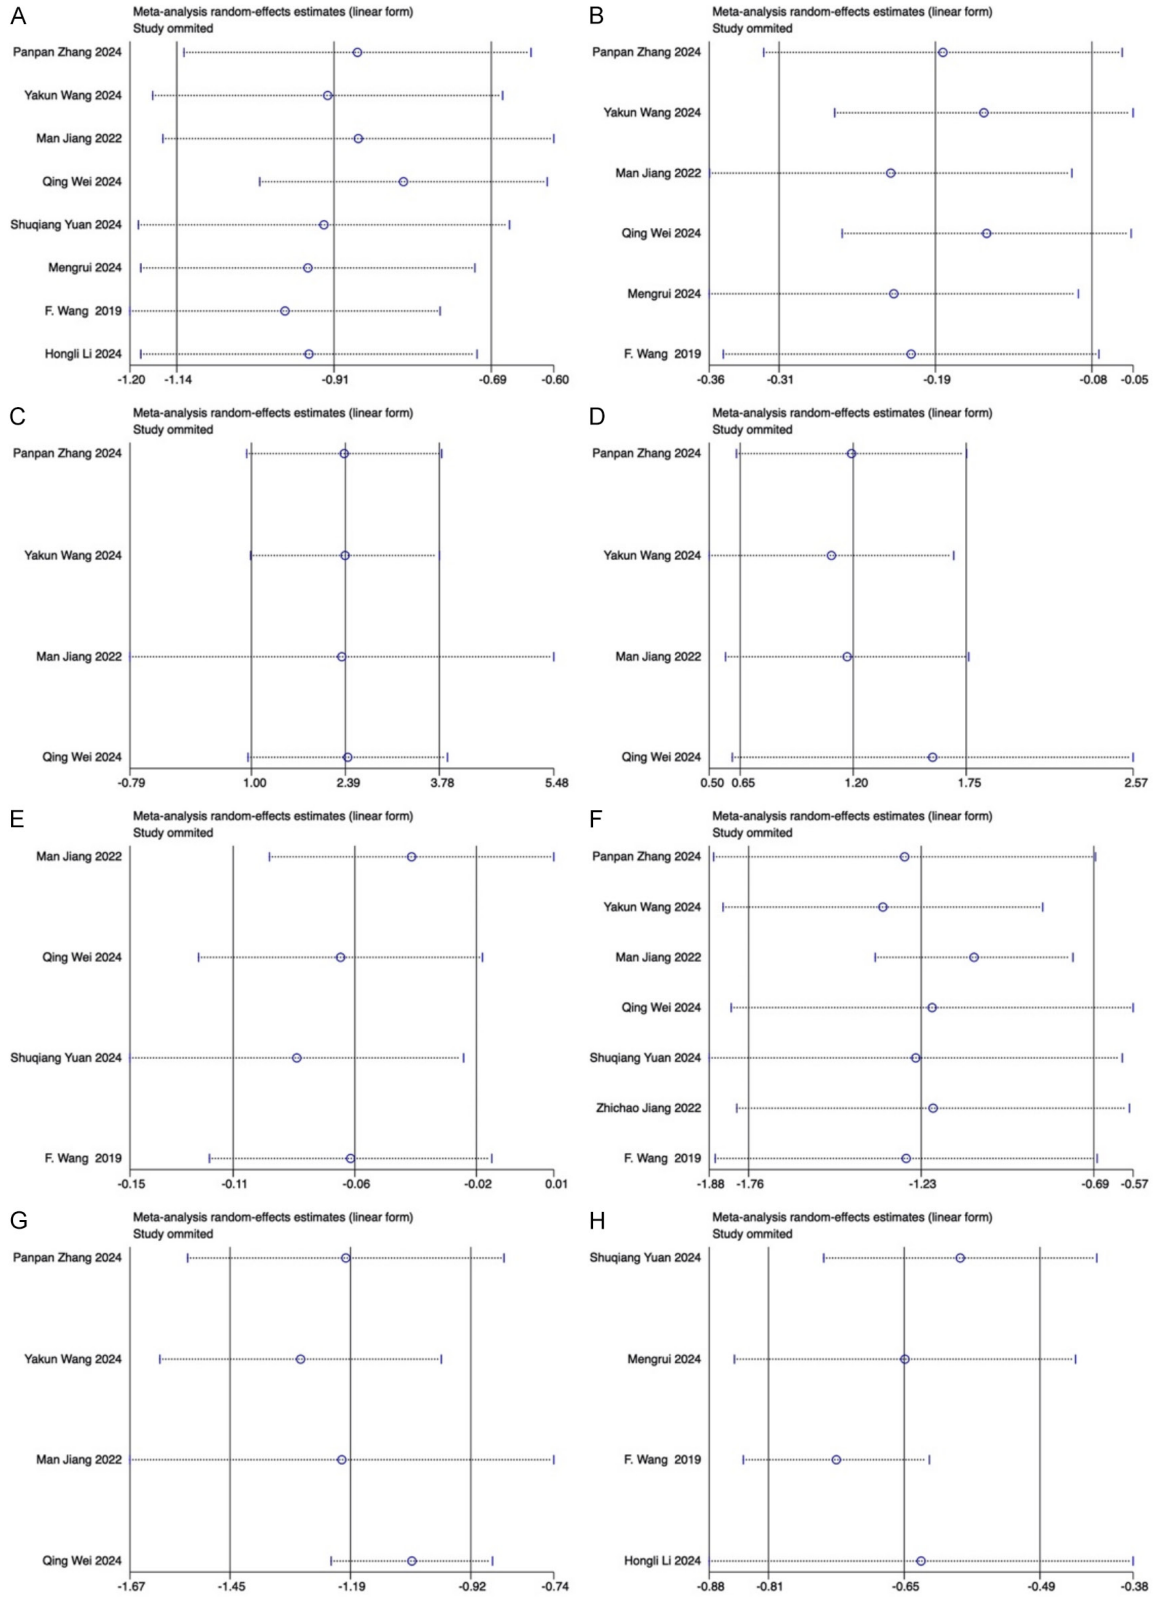 A
Meta-analysis random-effects estimates (linear form)
Study ommited
Panpan Zhang 2024
Yakun Wang 2024
Man Jiang 2022
Qing Wei 2024
Shuqiang Yuan 2024
Mengrui 2024
F. Wang 2019
Hongli Li 2024
-1.20 -1.14 -0.91 -0.69 -0.60
B
Meta-analysis random-effects estimates (linear form)
Study ommited
Panpan Zhang 2024
Yakun Wang 2024
Man Jiang 2022
Qing Wei 2024
Mengrui 2024
F. Wang 2019
-0.36 -0.31 -0.19 -0.08 -0.05
C
Meta-analysis random-effects estimates (linear form)
Study ommited
Panpan Zhang 2024
Yakun Wang 2024
Man Jiang 2022
Qing Wei 2024
-0.79 1.00 2.39 3.78 5.48
D
Meta-analysis random-effects estimates (linear form)
Study ommited
Panpan Zhang 2024
Yakun Wang 2024
Man Jiang 2022
Qing Wei 2024
0.50 0.65 1.20 1.75 2.57
E
Meta-analysis random-effects estimates (linear form)
Study ommited
Man Jiang 2022
Qing Wei 2024
Shuqiang Yuan 2024
F. Wang 2019
-0.15 -0.11 -0.06 -0.02 0.01
F
Meta-analysis random-effects estimates (linear form)
Study ommited
Panpan Zhang 2024
Yakun Wang 2024
Man Jiang 2022
Qing Wei 2024
Shuqiang Yuan 2024
Zhichao Jiang 2022
F. Wang 2019
-1.88 -1.76 -1.23 -0.69 -0.57
G
Meta-analysis random-effects estimates (linear form)
Study ommited
Panpan Zhang 2024
Yakun Wang 2024
Man Jiang 2022
Qing Wei 2024
-1.67 -1.45 -1.19 -0.92 -0.74
H
Meta-analysis random-effects estimates (linear form)
Study ommited
Shuqiang Yuan 2024
Mengrui 2024
F. Wang 2019
Hongli Li 2024
-0.88 -0.81 -0.65 -0.49 -0.38